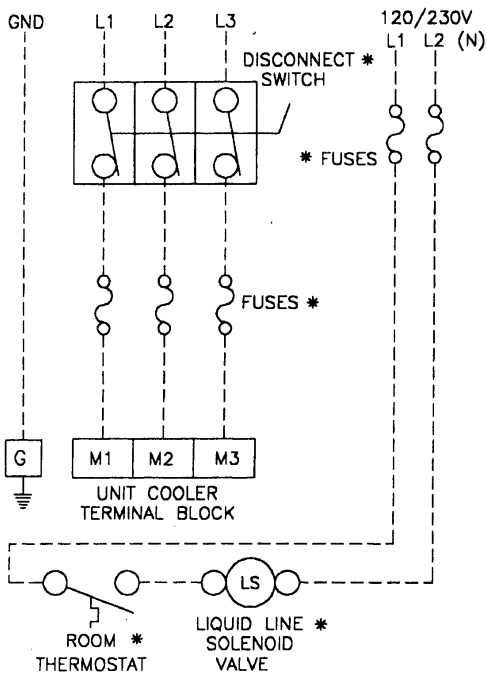 GND L1 L2 L3 120/230V
L1 L2 (N)
DISCONNECT *
SWITCH
* FUSES
FUSES *
G M1 M2 M3
UNIT COOLER
TERMINAL BLOCK
LS
ROOM *
THERMOSTAT
LIQUID LINE *
SOLENOID
VALVE